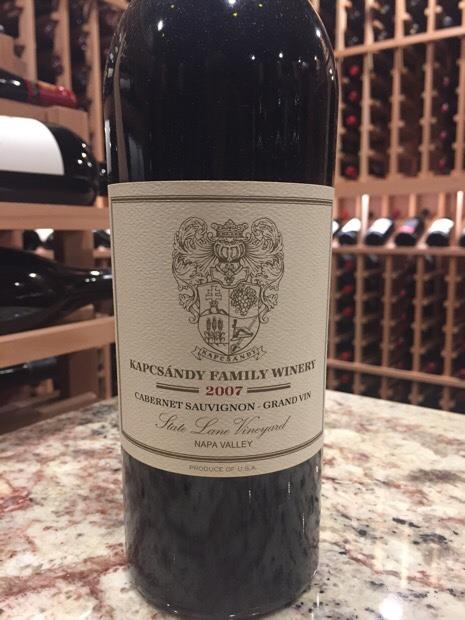 KAPCSÁNDY
KAPCSÁNDY FAMILY WINERY
2007
CABERNET SAUVIGNON - GRAND VIN
State Lane Vineyard
NAPA VALLEY
PRODUCE OF U.S.A.